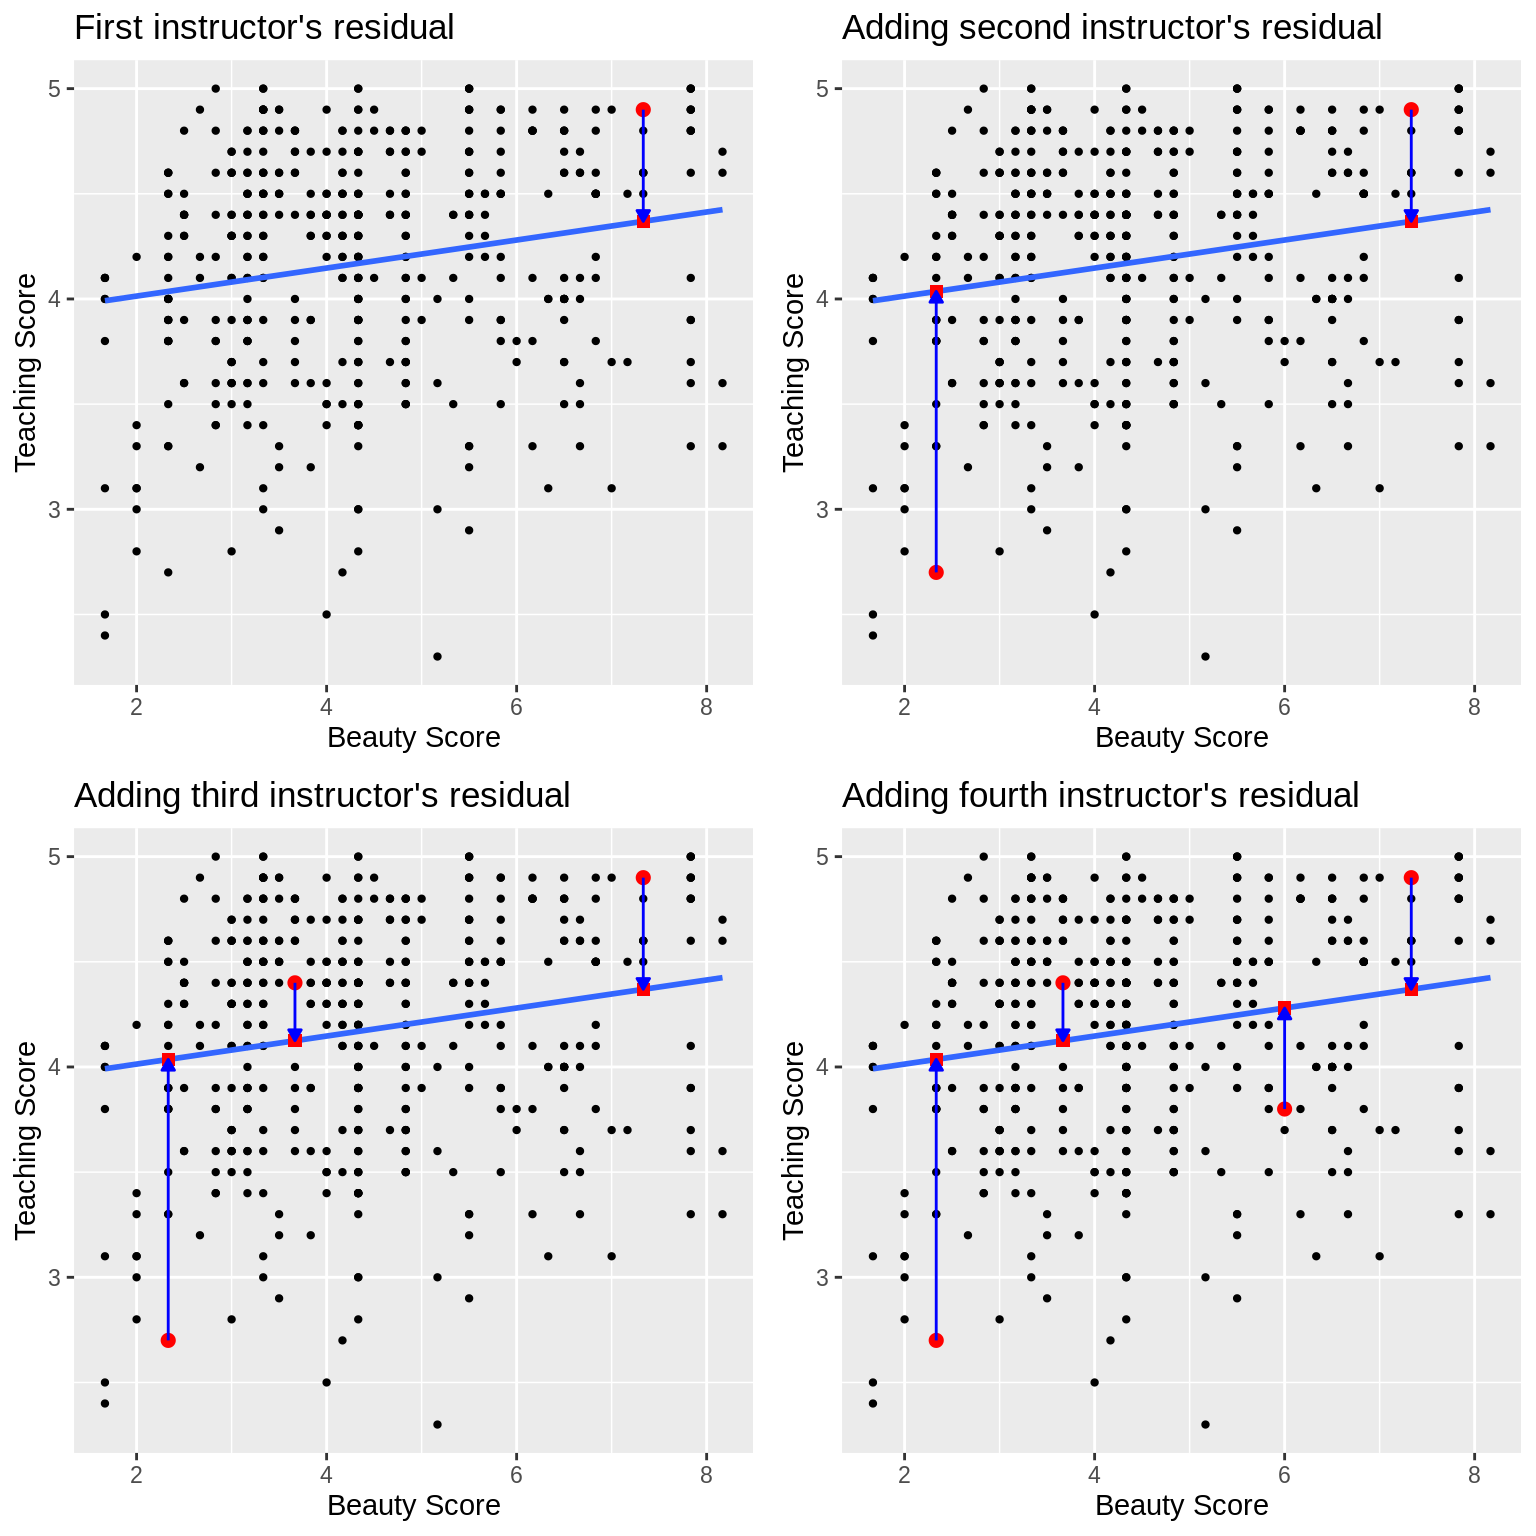 First instructor's residual
5
4
3
Teaching Score
2 4 6 8
Beauty Score
Adding second instructor's residual
5
4
3
Teaching Score
2 4 6 8
Beauty Score
Adding third instructor's residual
5
4
3
Teaching Score
2 4 6 8
Beauty Score
Adding fourth instructor's residual
5
4
3
Teaching Score
2 4 6 8
Beauty Score